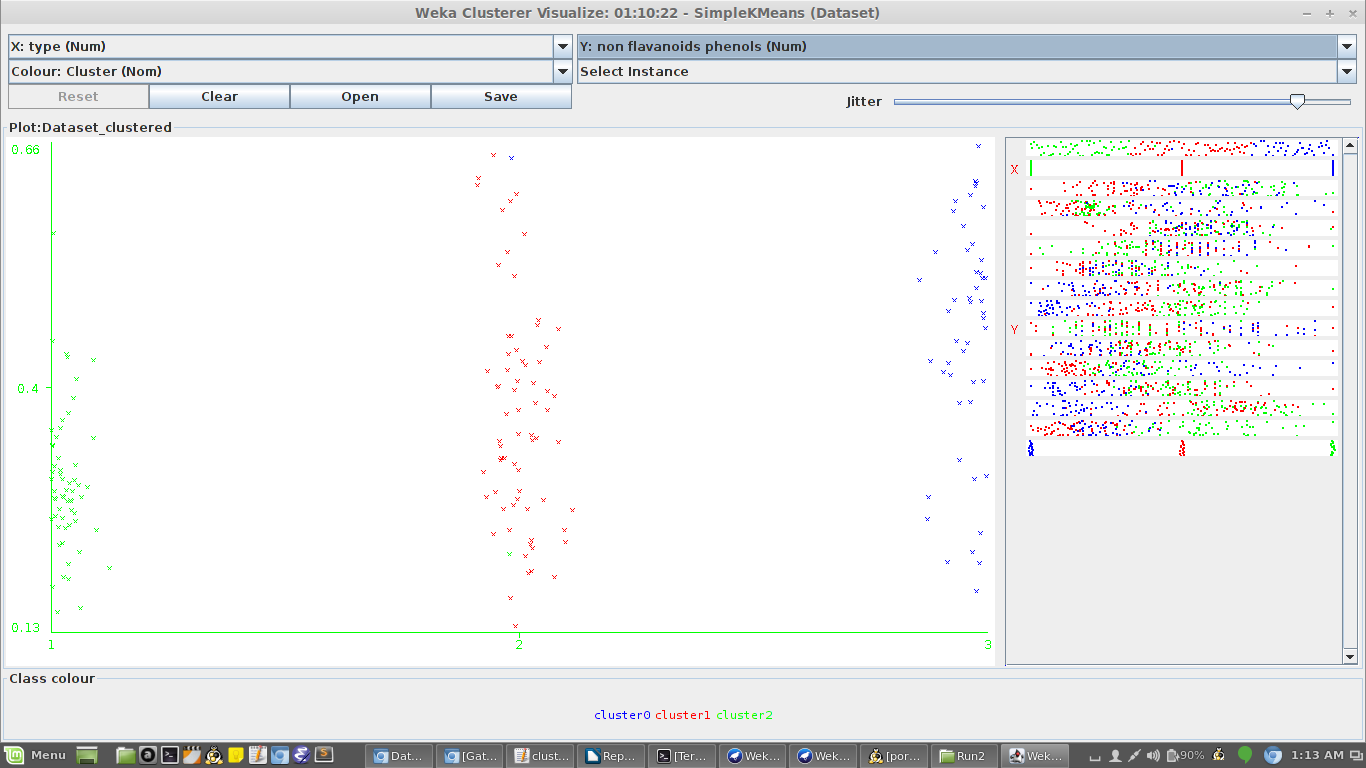 Weka Clusterer Visualize: 01:10:22 - SimpleKMeans (Dataset)
X: type (Num) Y: non flavanoids phenols (Num)
Colour: Cluster (Nom) Select Instance
Reset Clear Open Save Jitter
Plot:Dataset_clustered
0.66
X
Y
0.4
0.13
1 2 3
Class colour
cluster0 cluster1 cluster2
Menu Dat... [Gat... clust... Rep... [Ter... Wek... Wek... [por... Run2 Wek... 90% 1:13 AM